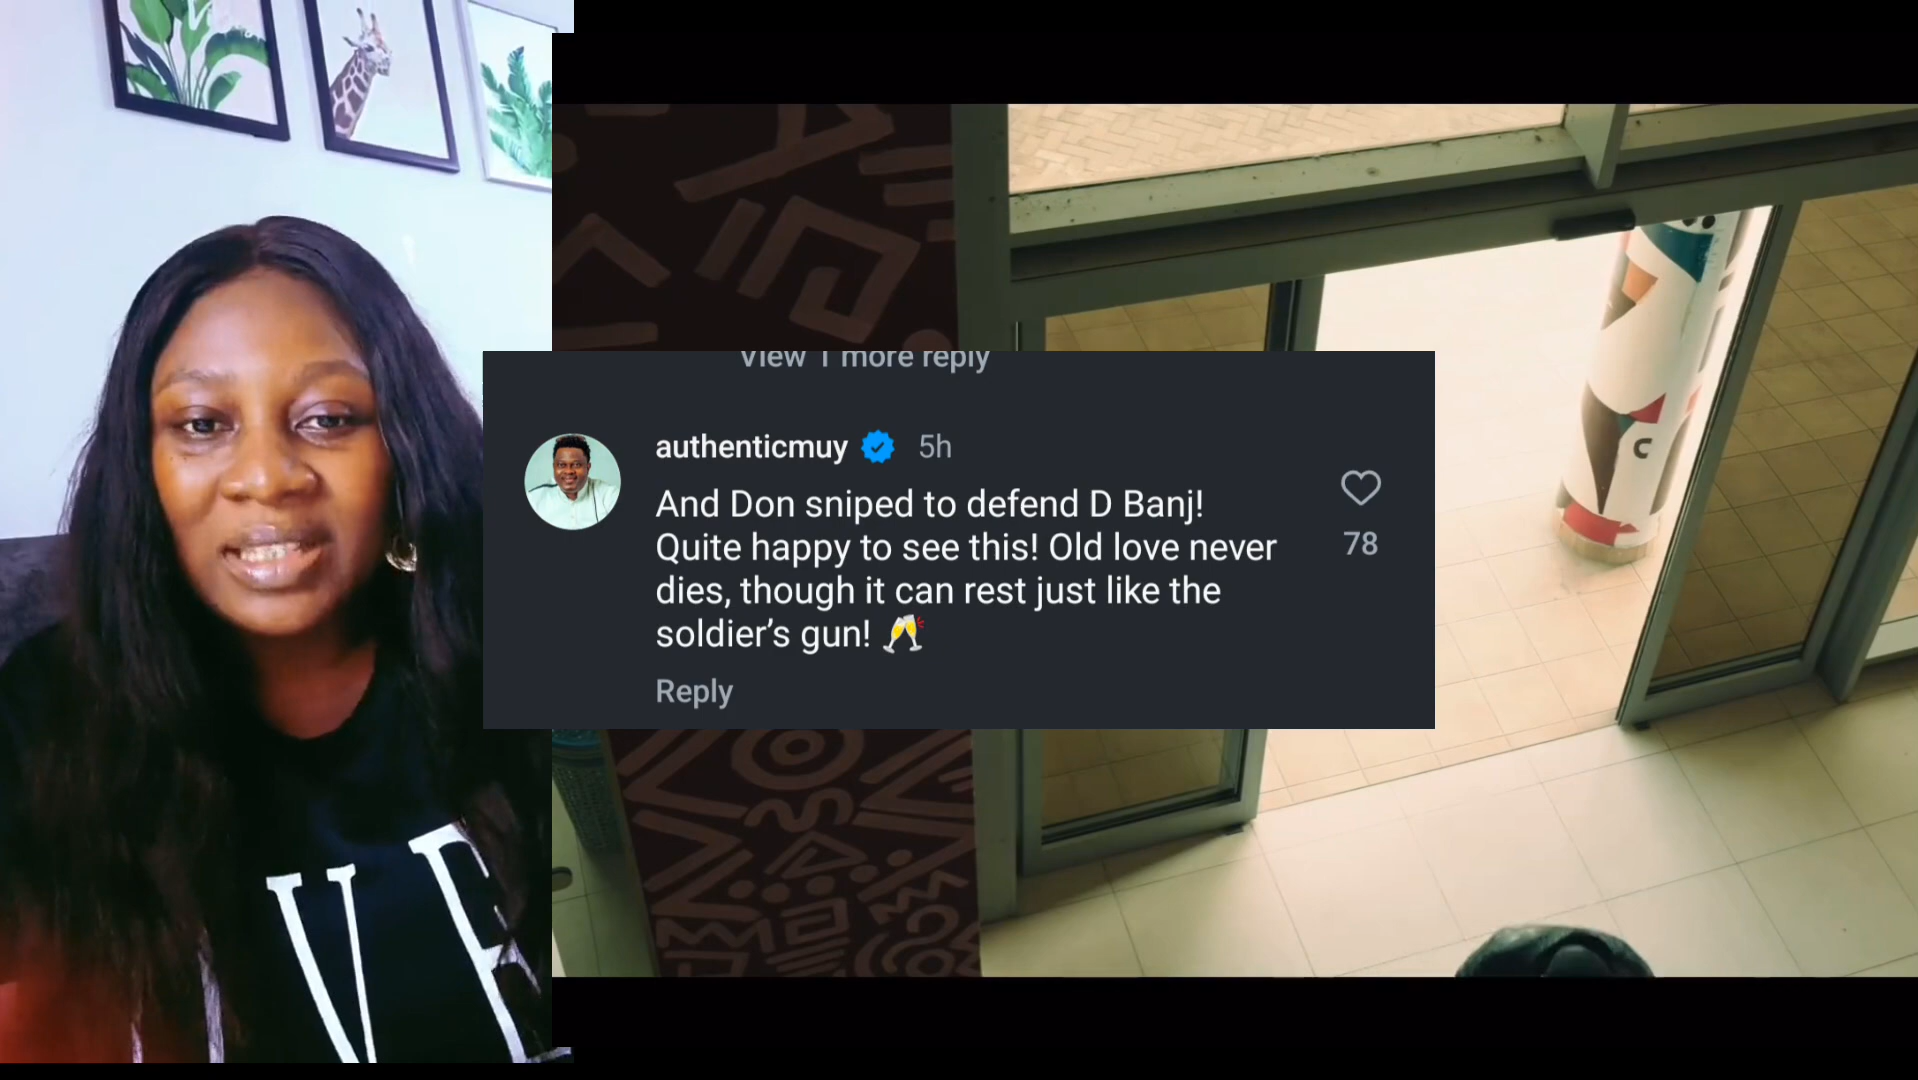 View 1 more reply
authenticmuy 5h
And Don sniped to defend D Banj!
Quite happy to see this! Old love never
dies, though it can rest just like the
soldier's gun! 🥂
78
Reply
VE
C